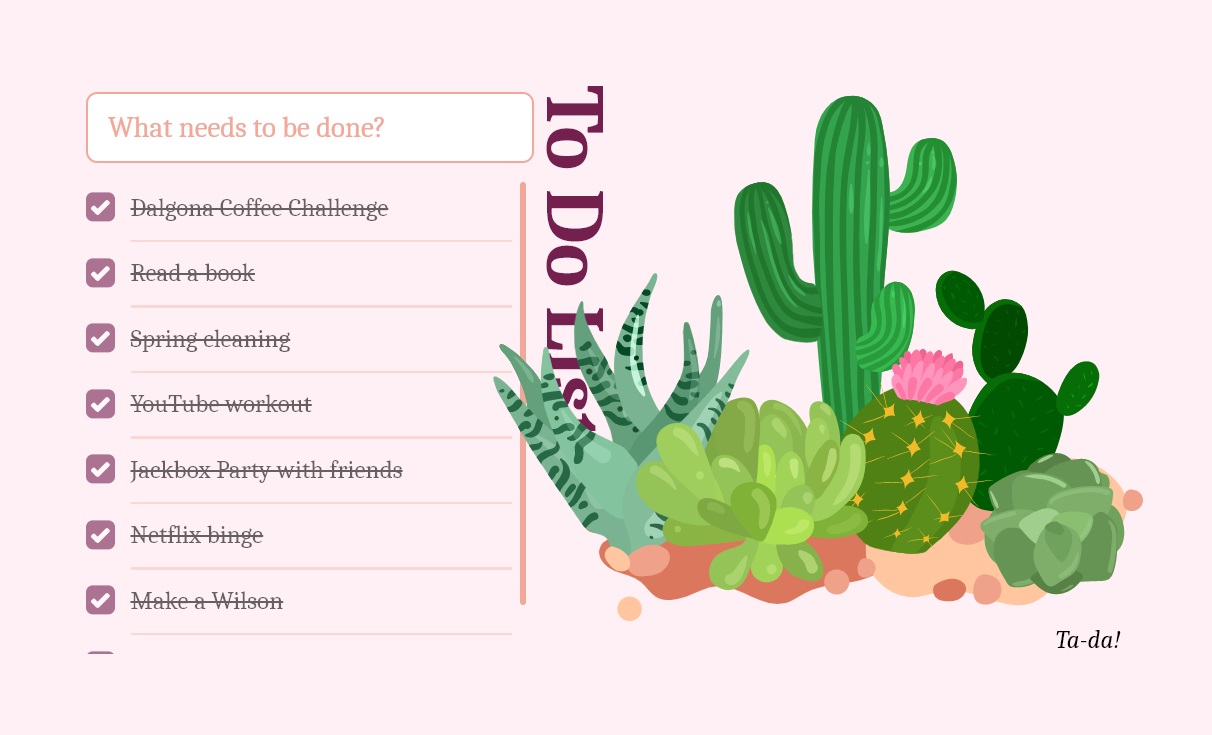 What needs to be done?
To Do List
Dalgona Coffee Challenge
Read a book
Spring cleaning
YouTube workout
Jackbox Party with friends
Netflix binge
Make a Wilson
Ta-da!